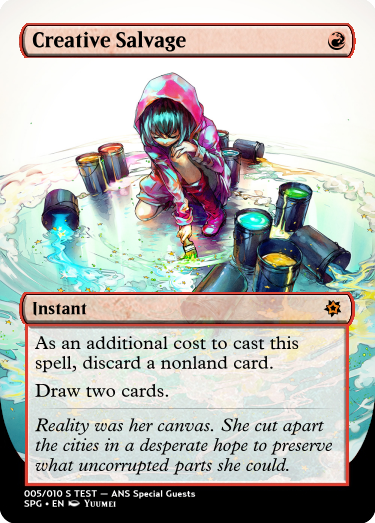 Creative Salvage
Instant
As an additional cost to cast this
spell, discard a nonland card.
Draw two cards.
Reality was her canvas. She cut apart
the cities in a desperate hope to preserve
what uncorrupted parts she could.
005/010 S TEST — ANS Special Guests
SPG • EN Yuumei